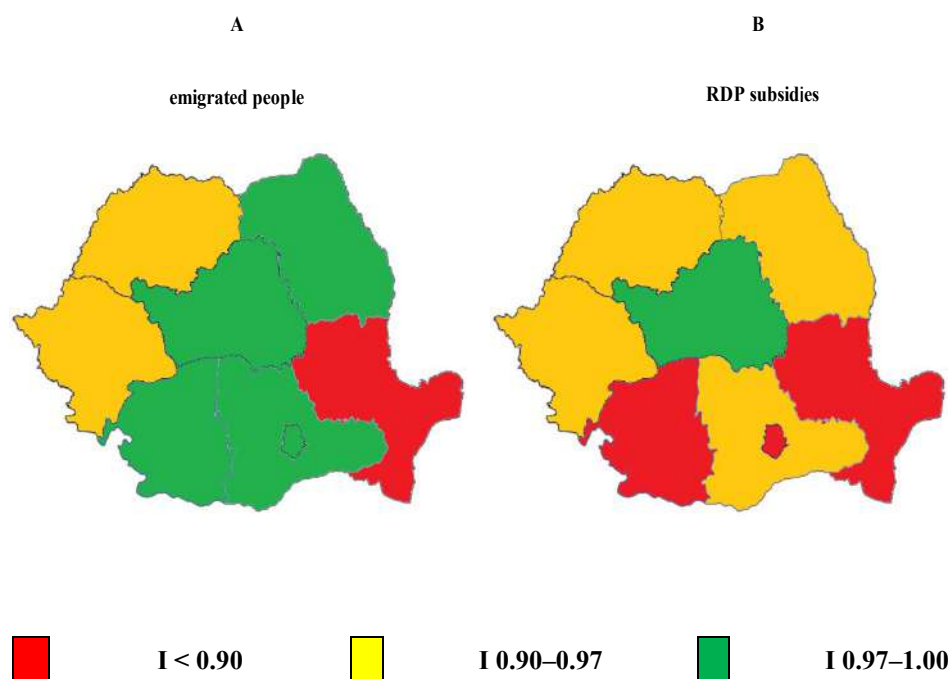 A B
emigrated people RDP subsidies
I < 0.90 I 0.90–0.97 I 0.97–1.00